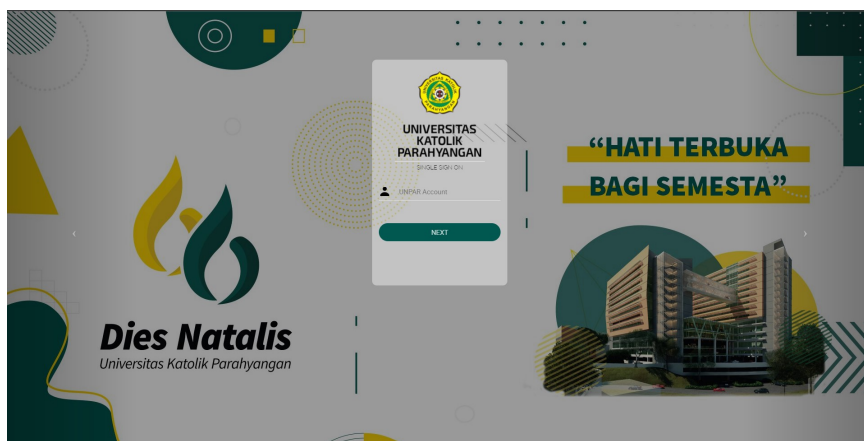 UNIVERSITAS
KATOLIK
PARAHYANGAN
SINGLE SIGN ON
UNPAR Account
NEXT
“HATI TERBUKA
BAGI SEMESTA”
Dies Natalis
Universitas Katolik Parahyangan